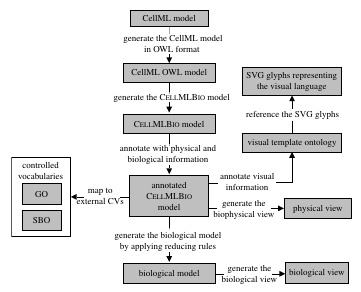 CellML model
generate the CellML model
in OWL format
CellML OWL model
SVG glyphs representing
the visual language
generate the CELLMLBIO model
reference the SVG glyphs
CELLMLBIO model
annotate with physical and
biological information
visual template ontology
controlled
vocabularies
GO
SBO
map to
external CVs
annotated
CELLMLBIO
model
annotate visual
information
generate the
biophysical view
physical view
generate the biological model
by applying reducing rules
biological model
generate the
biological view
biological view